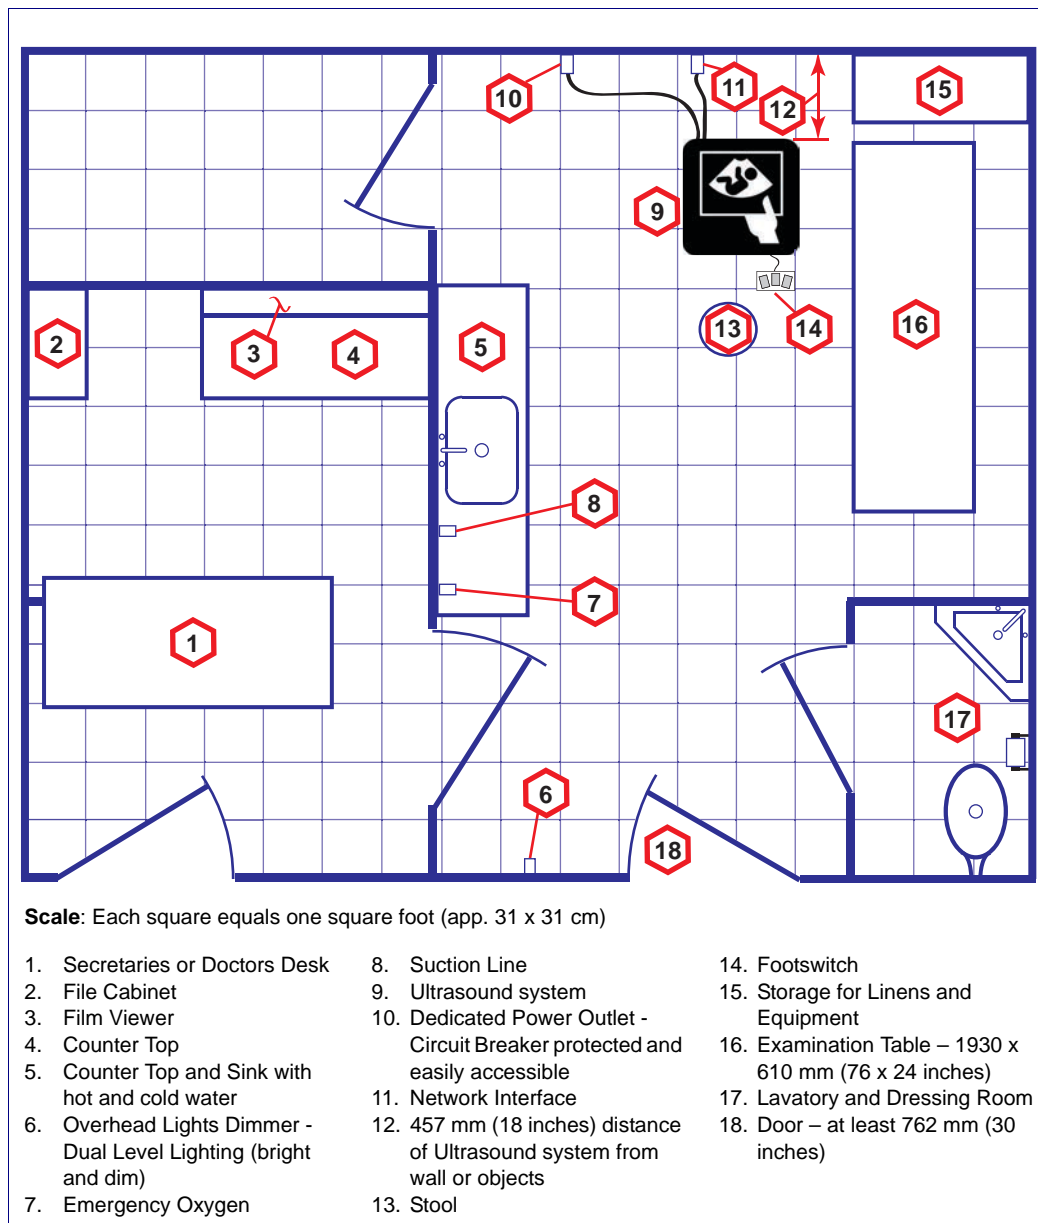 10
11
12
15
9
2
3
4
5
13
14
16
8
7
1
17
6
18
Scale: Each square equals one square foot (app. 31 x 31 cm)
1. Secretaries or Doctors Desk
2. File Cabinet
3. Film Viewer
4. Counter Top
5. Counter Top and Sink with
hot and cold water
6. Overhead Lights Dimmer -
Dual Level Lighting (bright
and dim)
7. Emergency Oxygen
8. Suction Line
9. Ultrasound system
10. Dedicated Power Outlet -
Circuit Breaker protected and
easily accessible
11. Network Interface
12. 457 mm (18 inches) distance
of Ultrasound system from
wall or objects
13. Stool
14. Footswitch
15. Storage for Linens and
Equipment
16. Examination Table – 1930 x
610 mm (76 x 24 inches)
17. Lavatory and Dressing Room
18. Door – at least 762 mm (30
inches)